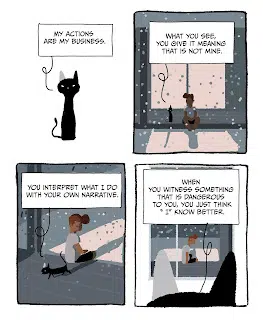 MY ACTIONS
ARE MY BUSINESS.
WHAT YOU SEE,
YOU GIVE IT MEANING
THAT IS NOT MINE.
YOU INTERPRET WHAT I DO
WITH YOUR OWN NARRATIVE.
WHEN
YOU WITNESS SOMETHING
THAT IS DANGEROUS
TO YOU, YOU JUST THINK
" I" KNOW BETTER.